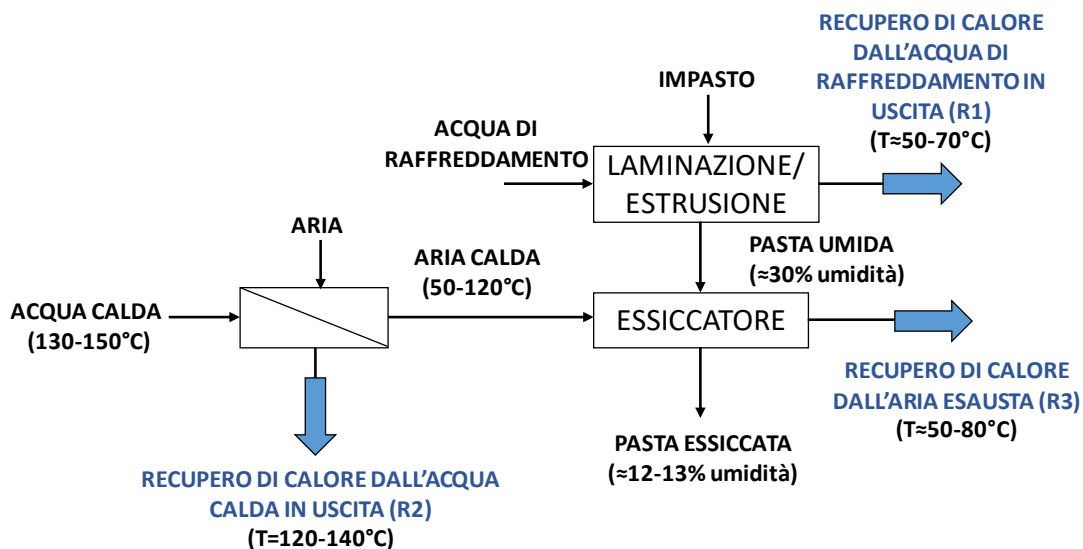 RECUPERO DI CALORE
DALL'ACQUA DI
RAFFREDDAMENTO IN
USCITA (R1)
(T≈50-70°C)
IMPASTO
ACQUA DI
RAFFREDDAMENTO
LAMINAZIONE/
ESTRUSIONE
ARIA
ARIA CALDA
(50-120°C)
PASTA UMIDA
(≈30% umidità)
ACQUA CALDA
(130-150°C)
ESSICCATORE
RECUPERO DI CALORE
DALL'ARIA ESAUSTA (R3)
(T≈50-80°C)
PASTA ESSICCATA
(≈12-13% umidità)
RECUPERO DI CALORE DALL'ACQUA
CALDA IN USCITA (R2)
(T=120-140°C)